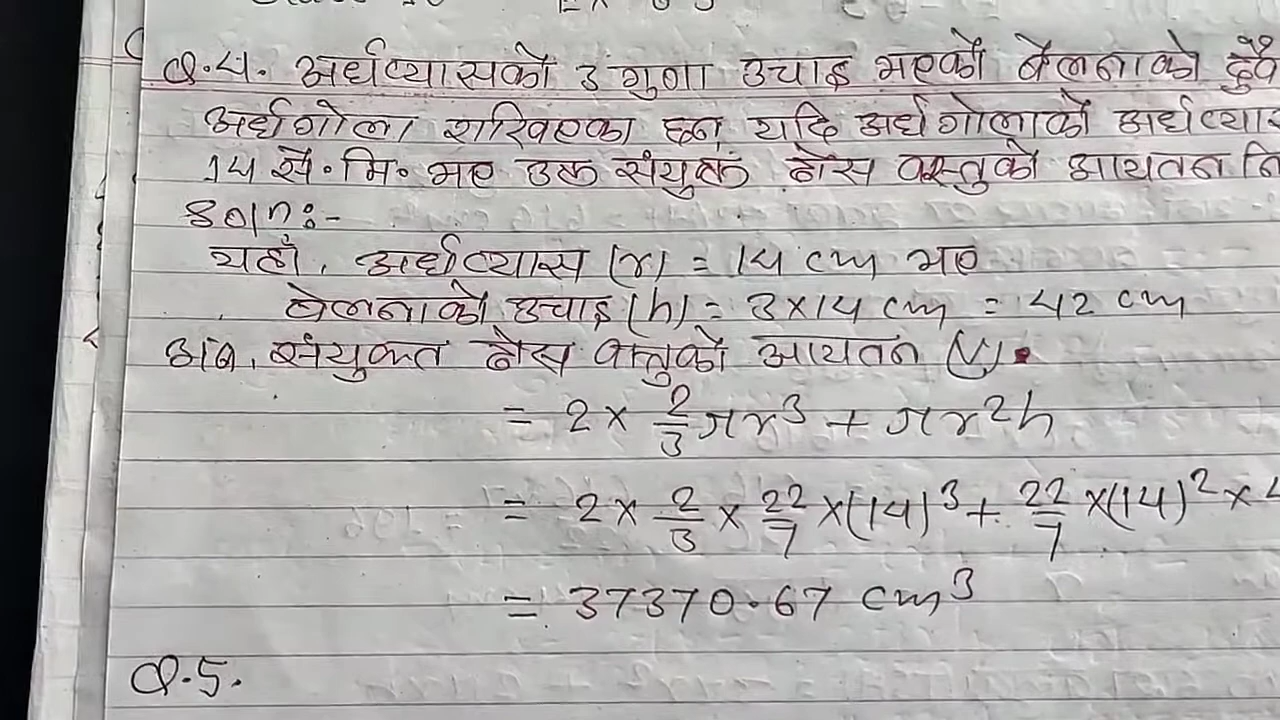 Q.4. अर्धव्यासको ३ गुणा उचाइ भएको बेलनाको दुवै
अर्धगोला राखिएका छन् यदि अर्धगोलाको अर्धव्यास
14 से.मि. भए उक्त संयुक्त ठोस वस्तुको आयतन नि
Soln:-
यहाँ, अर्धव्यास (r) = 14 cm भए
बेलनाको उचाइ (h) = 3×14 cm = 42 cm
अब, संयुक्त ठोस वस्तुको आयतन (V)
= 2 × 2/3 πr³ + πr²h
= 2 × 2/3 × 22/7 × (14)³ + 22/7 × (14)² × 4
= 37370.67 cm³
Q.5.